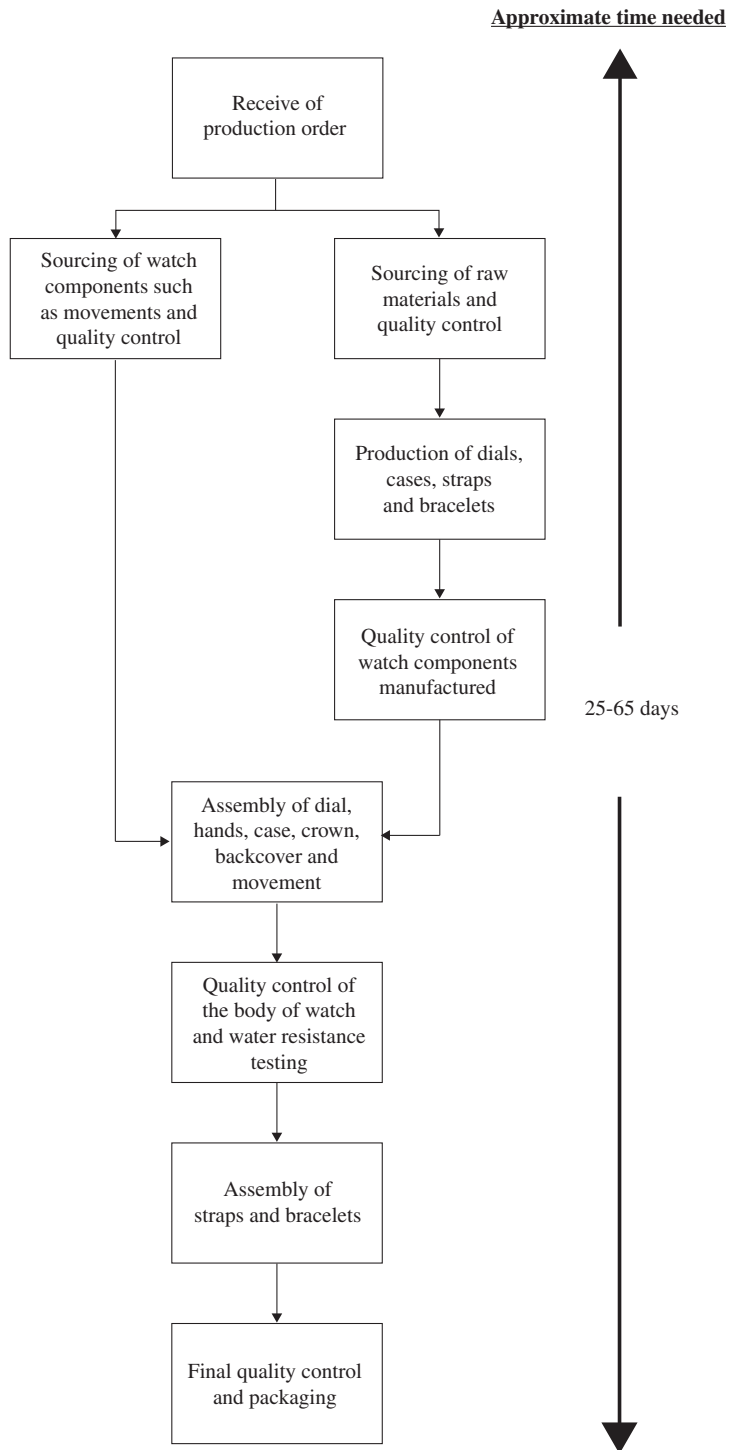 Approximate time needed
Receive of
production order
Sourcing of watch
components such
as movements and
quality control
Sourcing of raw
materials and
quality control
Production of dials,
cases, straps
and bracelets
Quality control of
watch components
manufactured
25-65 days
Assembly of dial,
hands, case, crown,
backcover and
movement
Quality control of
the body of watch
and water resistance
testing
Assembly of
straps and bracelets
Final quality control
and packaging